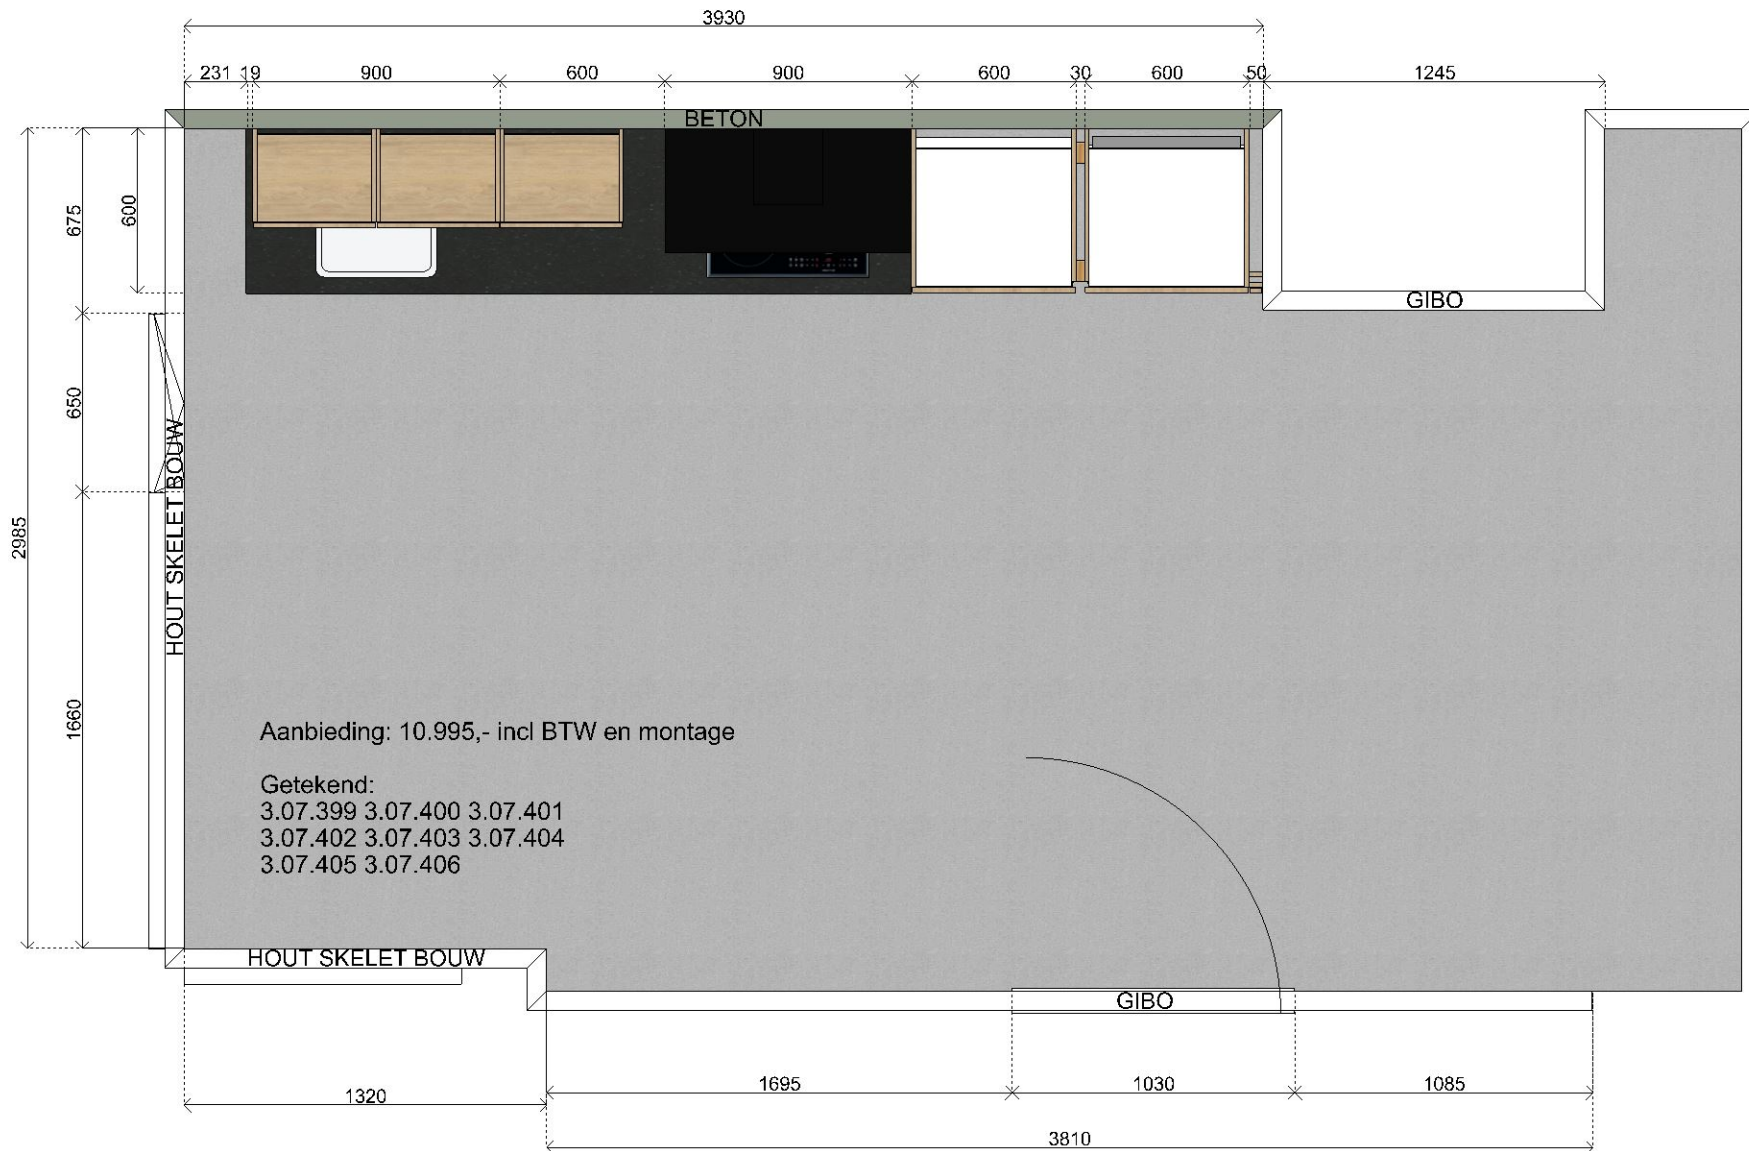 3930
231 19 900 600 900 600 30 600 50 1245
BETON
675
600
GIBO
650
HOUT SKELET BOUW
2985
1660
Aanbieding: 10.995,- incl BTW en montage
Getekend:
3.07.399 3.07.400 3.07.401
3.07.402 3.07.403 3.07.404
3.07.405 3.07.406
HOUT SKELET BOUW
GIBO
1320
1695 1030 1085
3810